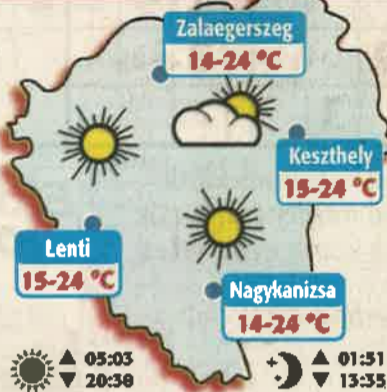 Zalaegerszeg
14-24 °C
Keszthely
15-24 °C
Lenti
15-24 °C
Nagykanizsa
14-24 °C
▲ 05:03
▼ 20:38
▲ 01:51
▼ 13:35